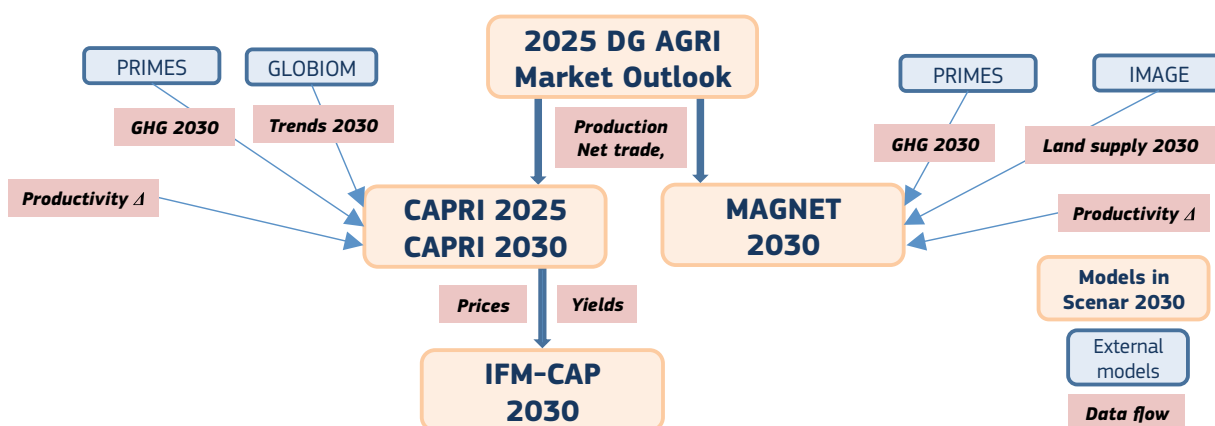 2025 DG AGRI
Market Outlook
PRIMES
GLOBIOM
PRIMES
IMAGE
GHG 2030
Trends 2030
Production
Net trade,
GHG 2030
Land supply 2030
Productivity Δ
CAPRI 2025
CAPRI 2030
MAGNET
2030
Productivity Δ
Prices
Yields
Models in
Scenar 2030
IFM-CAP
2030
External
models
Data flow